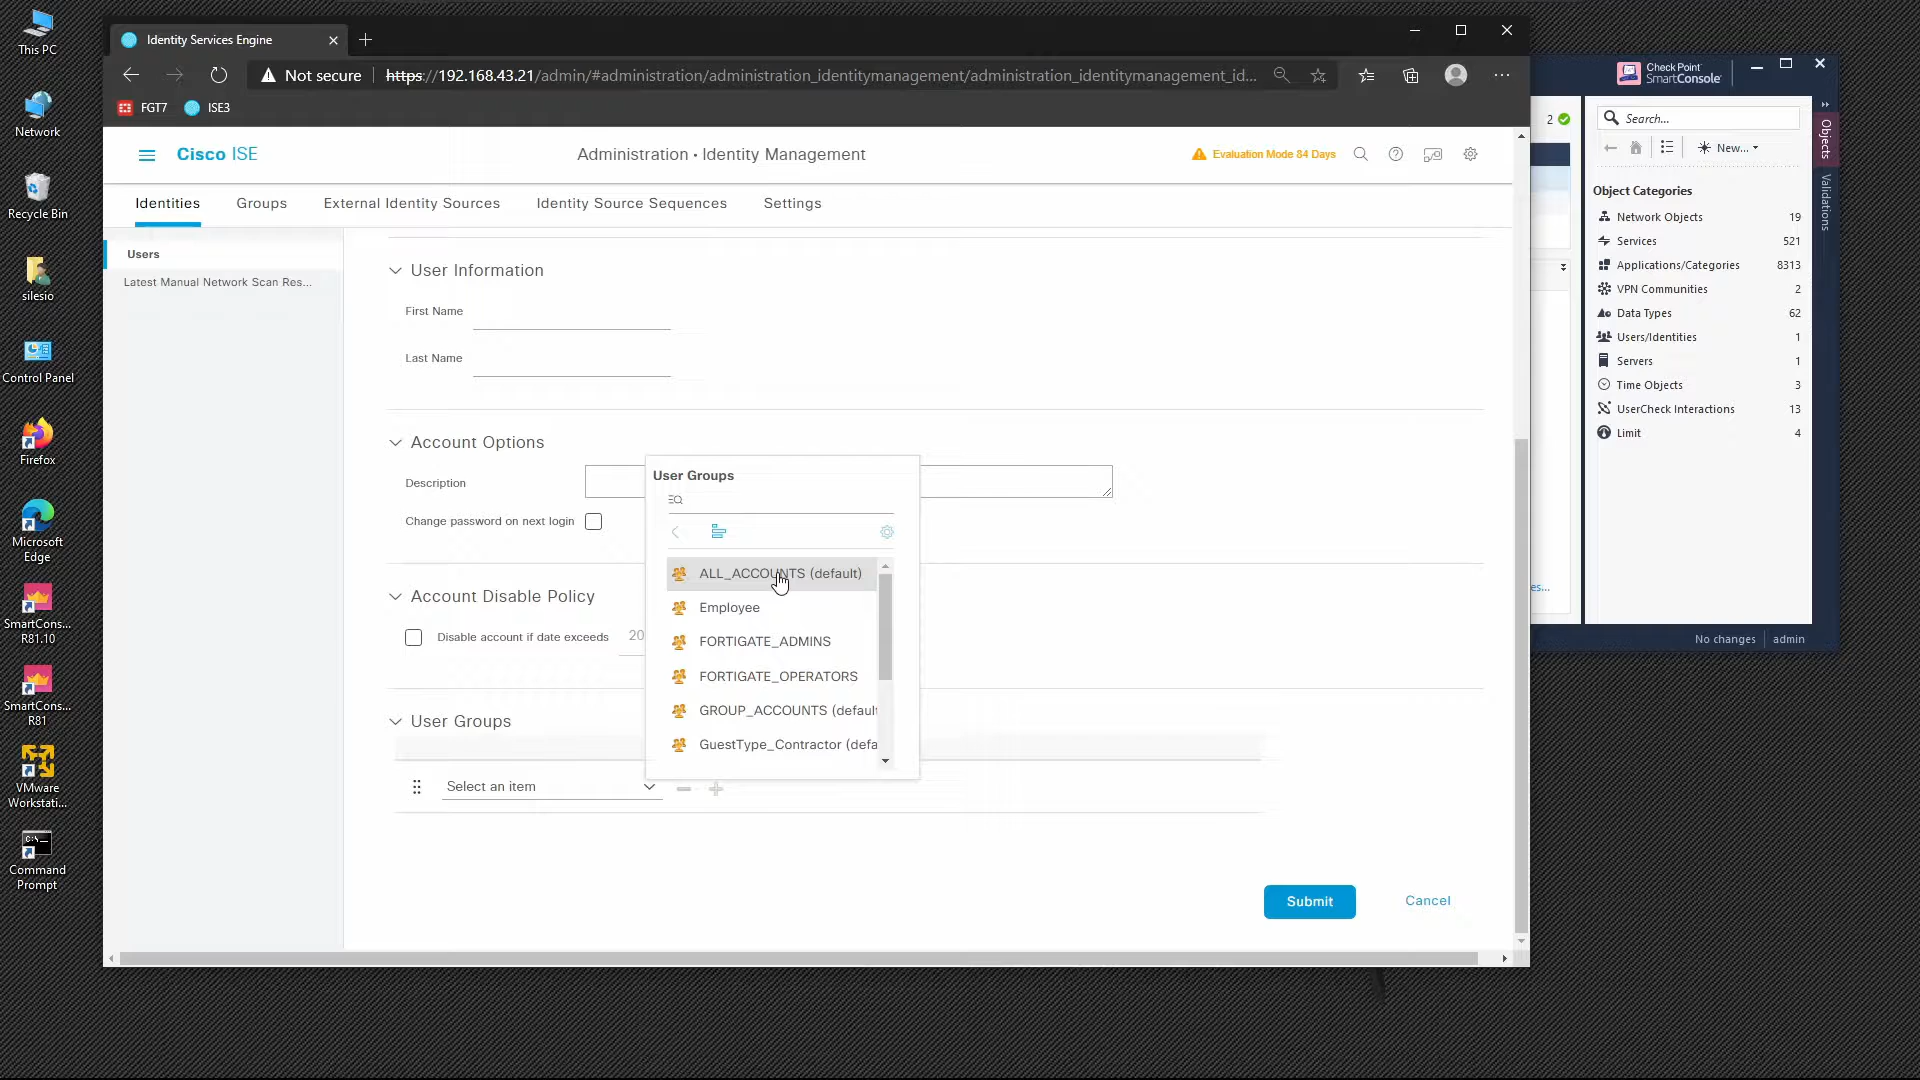 This PC
Network
Recycle Bin
silesio
Control Panel
Firefox
Microsoft
Edge
SmartCons...
R81.10
SmartCons...
R81
VMware
Workstati...
C:\
Command
Prompt
Identity Services Engine
Not secure
https://192.168.43.21/admin/#administration/administration_identitymanagement/administration_identitymanagement_id...
FGT7
ISE3
Cisco ISE
Administration · Identity Management
Evaluation Mode 84 Days
Identities
Groups
External Identity Sources
Identity Source Sequences
Settings
Users
Latest Manual Network Scan Res...
User Information
First Name
Last Name
Account Options
Description
Change password on next login
Account Disable Policy
Disable account if date exceeds
20
User Groups
Select an item
User Groups
ALL_ACCOUNTS (default)
Employee
FORTIGATE_ADMINS
FORTIGATE_OPERATORS
GROUP_ACCOUNTS (default
GuestType_Contractor (defa
Submit
Cancel
Check Point
SmartConsole
2
es...
Search...
New...
Objects
Validations
Object Categories
Network Objects 19
Services 521
Applications/Categories 8313
VPN Communities 2
Data Types 62
Users/Identities 1
Servers 1
Time Objects 3
UserCheck Interactions 13
Limit 4
No changes
admin